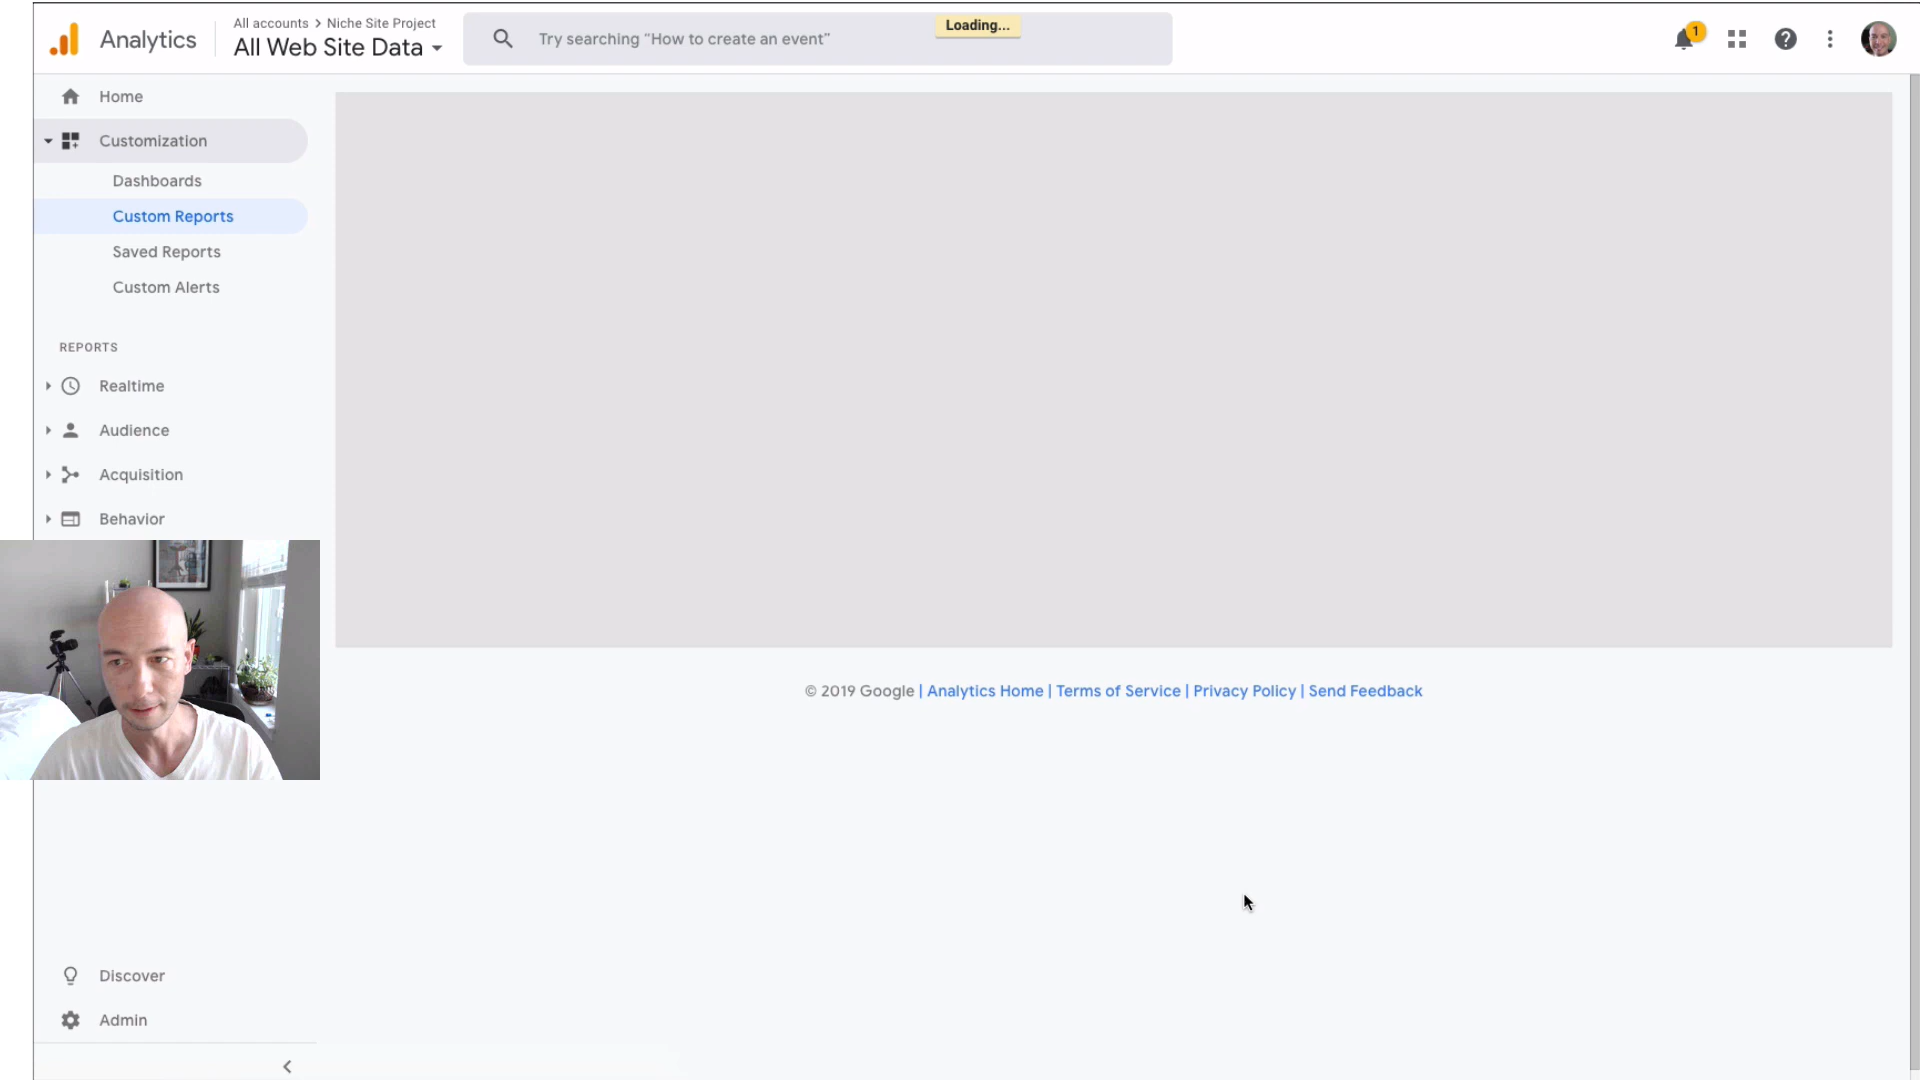 Analytics
All accounts > Niche Site Project
All Web Site Data
Try searching “How to create an event”
Loading...
1
Home
Customization
Dashboards
Custom Reports
Saved Reports
Custom Alerts
REPORTS
Realtime
Audience
Acquisition
Behavior
© 2019 Google | Analytics Home | Terms of Service | Privacy Policy | Send Feedback
Discover
Admin